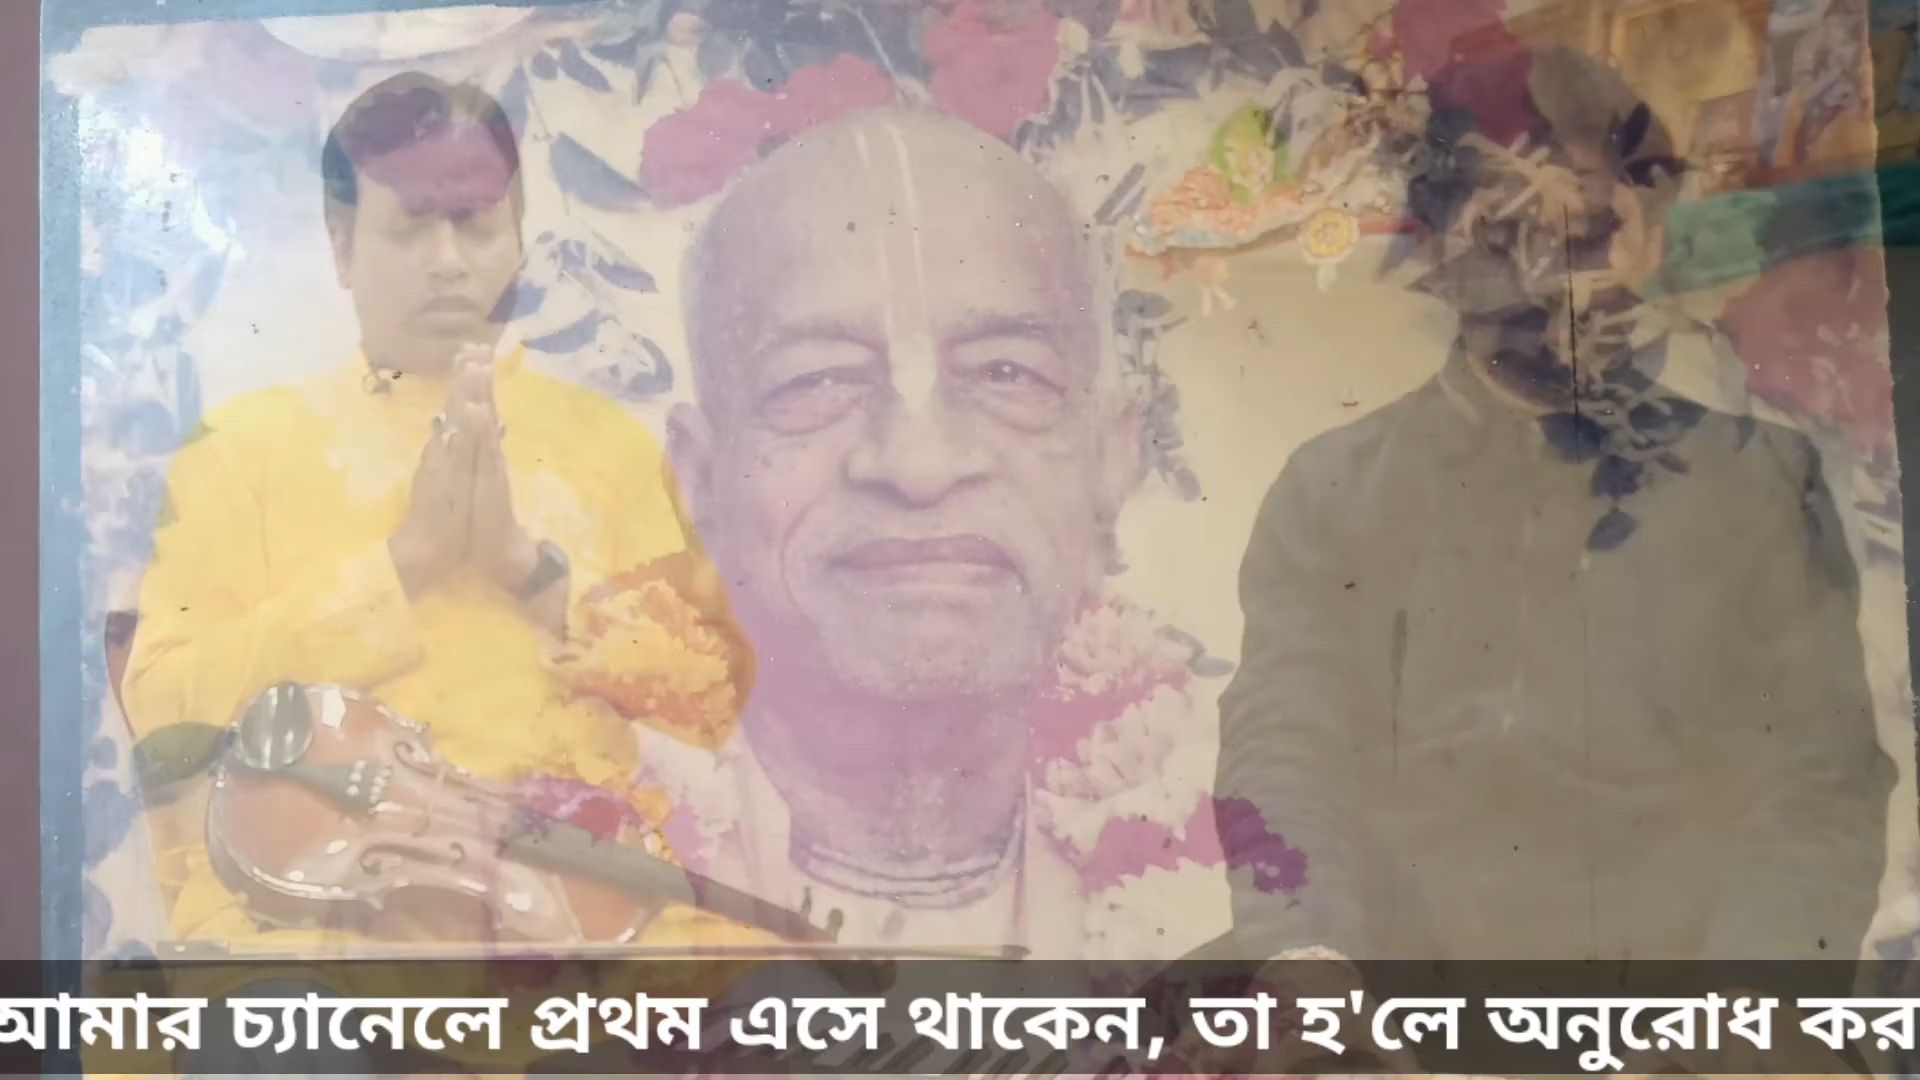 আমার চ্যানেলে প্রথম এসে থাকেন, তা হ'লে অনুরোধ কর